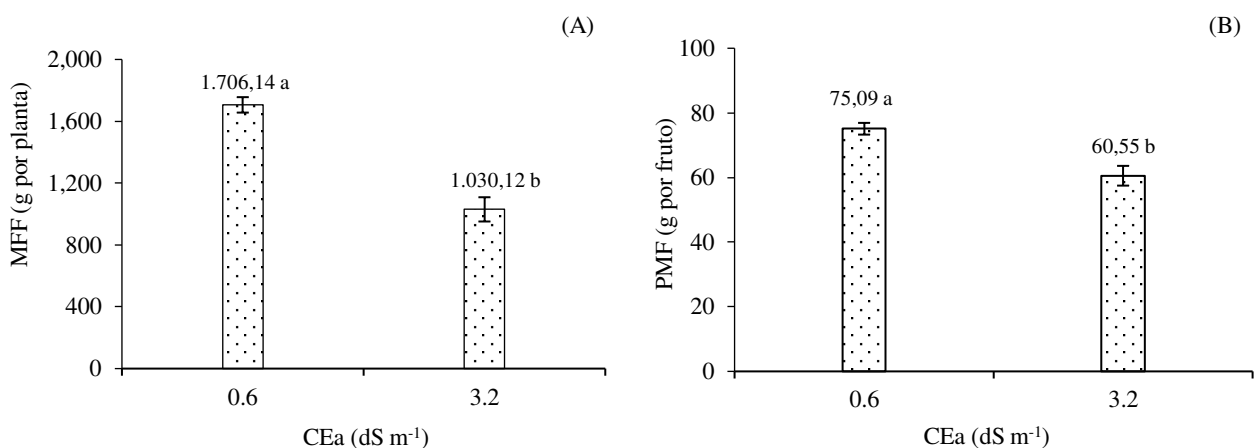 (A)
MFF (g por planta)
2,000
1,600
1,200
800
400
0
1.706,14 a
1.030,12 b
0.6
3.2
CEa (dS m⁻¹)
(B)
PMF (g por fruto)
100
80
60
40
20
0
75,09 a
60,55 b
0.6
3.2
CEa (dS m⁻¹)